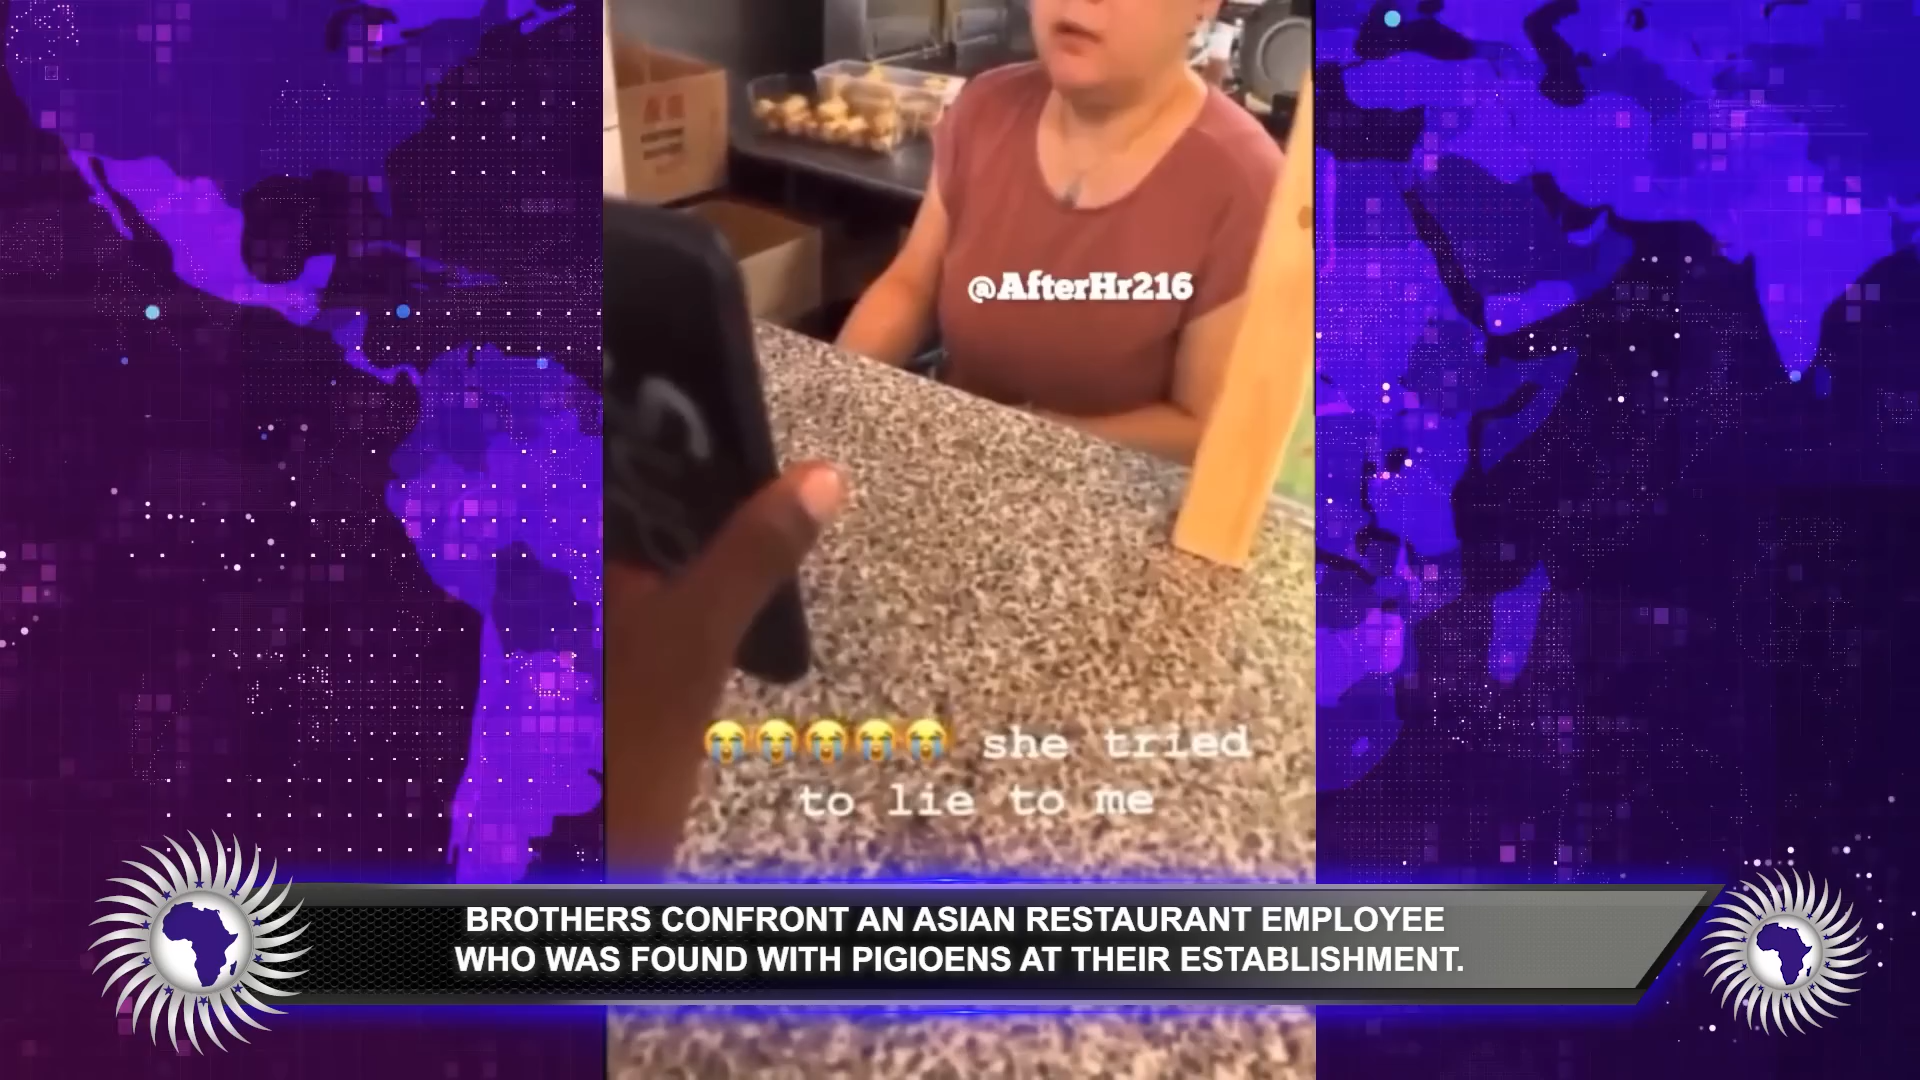 @AfterHr216
😭😭😭😭😭 she tried
to lie to me
BROTHERS CONFRONT AN ASIAN RESTAURANT EMPLOYEE
WHO WAS FOUND WITH PIGIOENS AT THEIR ESTABLISHMENT.